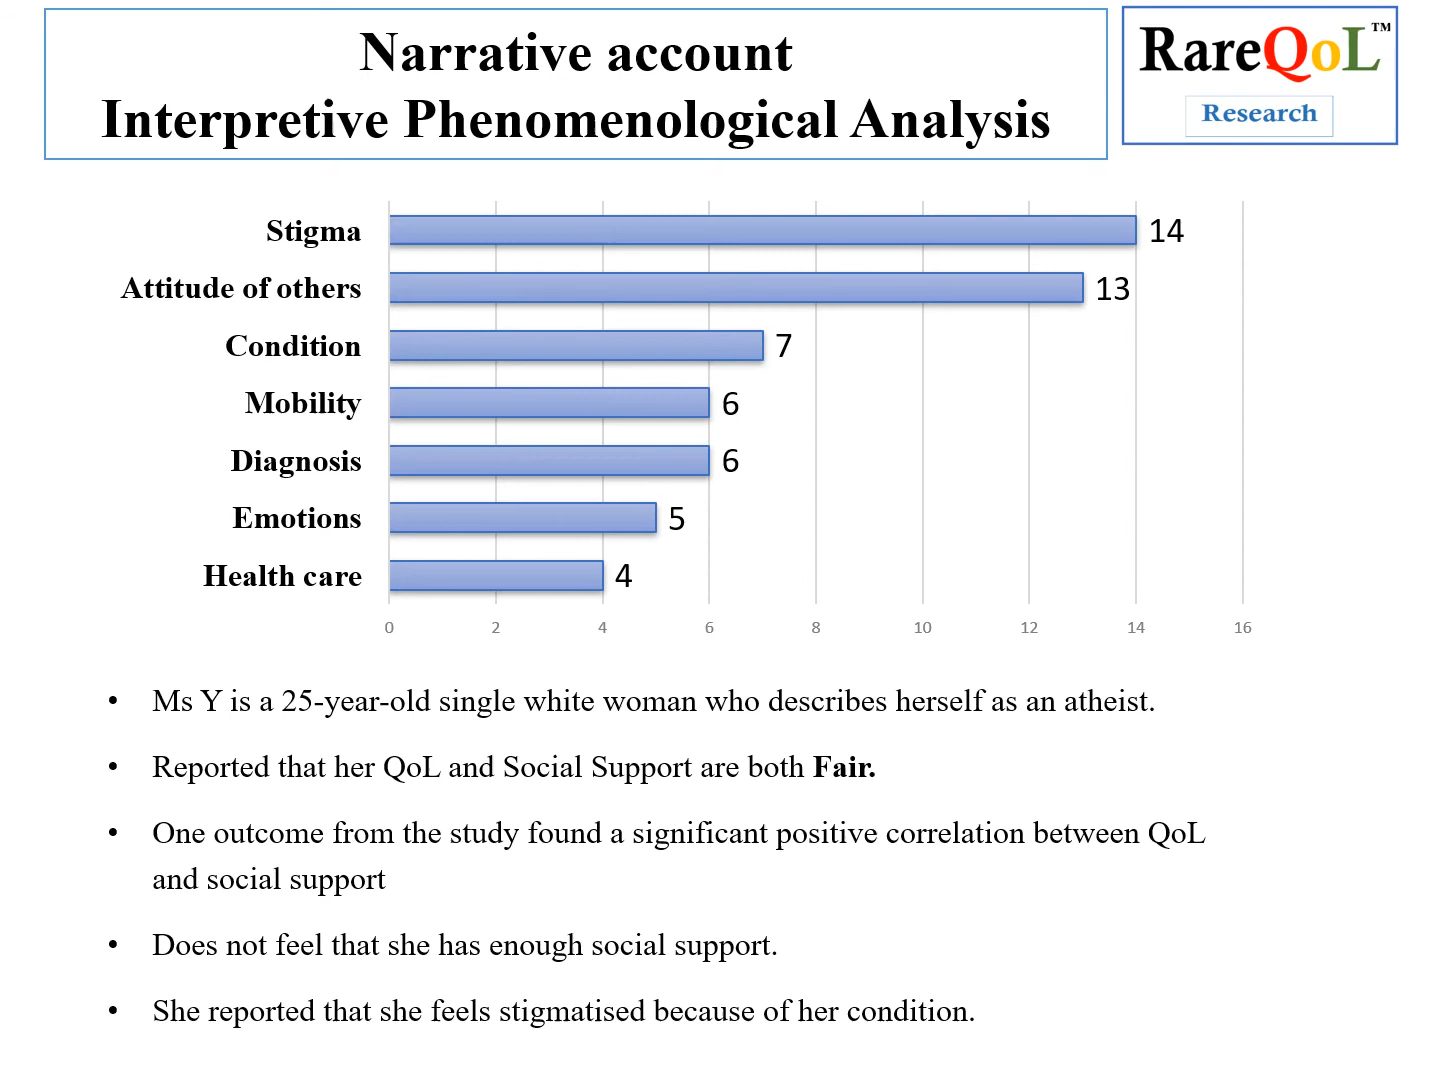 Narrative account
Interpretive Phenomenological Analysis
RareQoL™
Research
Stigma 14
Attitude of others 13
Condition 7
Mobility 6
Diagnosis 6
Emotions 5
Health care 4
0 2 4 6 8 10 12 14 16
• Ms Y is a 25-year-old single white woman who describes herself as an atheist.
• Reported that her QoL and Social Support are both Fair.
• One outcome from the study found a significant positive correlation between QoL
and social support
• Does not feel that she has enough social support.
• She reported that she feels stigmatised because of her condition.